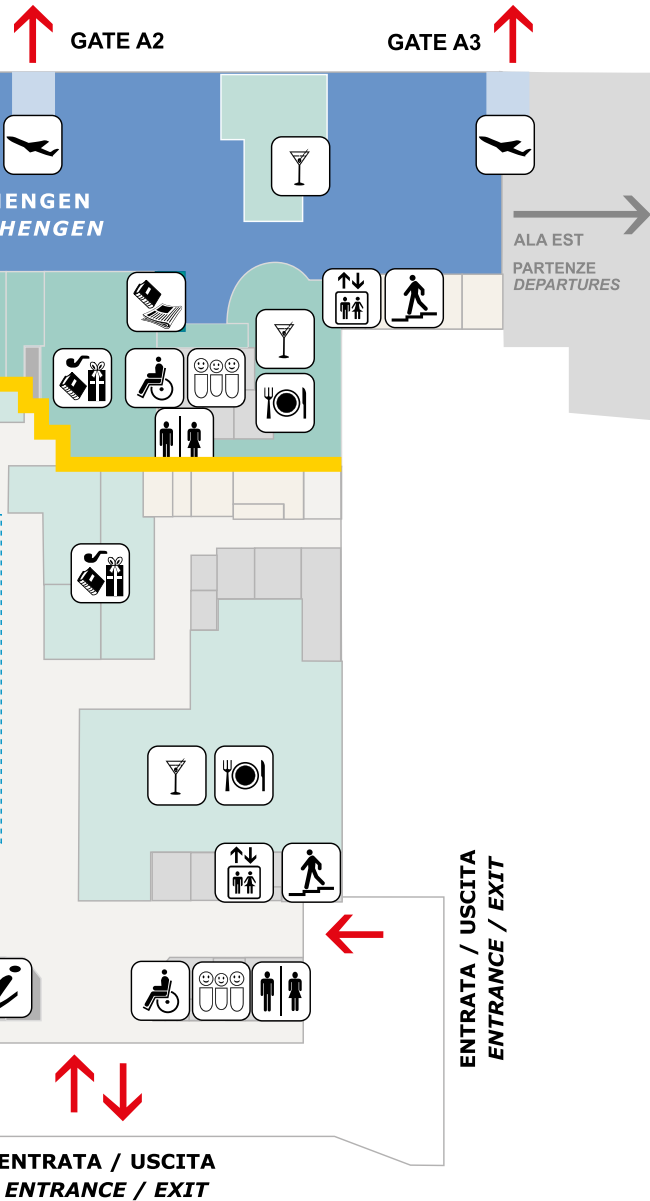 GATE A2
GATE A3
HENGEN
HENGEN
ALA EST
PARTENZE
DEPARTURES
ENTRATA / USCITA
ENTRANCE / EXIT
ENTRATA / USCITA
ENTRANCE / EXIT